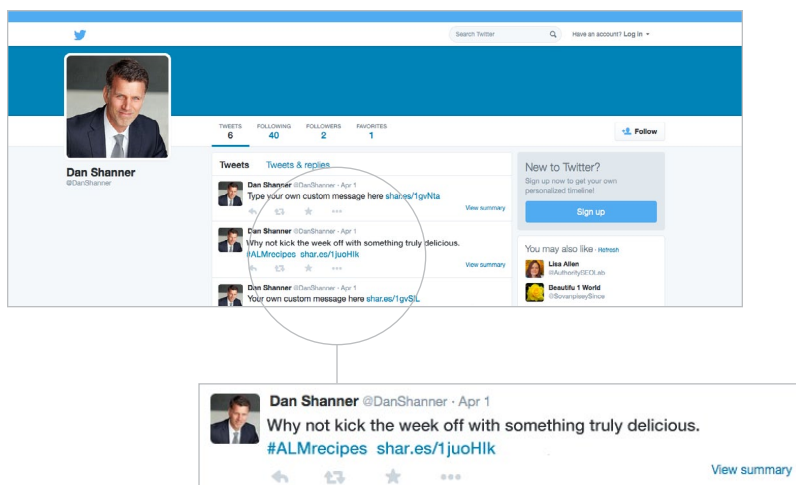 Search Twitter
Have an account? Log in
TWEETS FOLLOWING FOLLOWERS FAVORITES
6 40 2 1
Follow
Dan Shanner
@DanShanner
Tweets Tweets & replies
Dan Shanner @DanShanner · Apr 1
Type your own custom message here shar.es/1gvNta
View summary
Dan Shanner @DanShanner · Apr 1
Why not kick the week off with something truly delicious.
#ALMrecipes shar.es/1juoHIk
View summary
Dan Shanner @DanShanner · Apr 1
Your own custom message here shar.es/1gvSIL
New to Twitter?
Sign up now to get your own
personalized timeline!
Sign up
You may also like · Refresh
Lisa Allen
@AuthoritySEOLab
Beautifu 1 World
@SovanpiseySince
Dan Shanner @DanShanner · Apr 1
Why not kick the week off with something truly delicious.
#ALMrecipes shar.es/1juoHIk
View summary